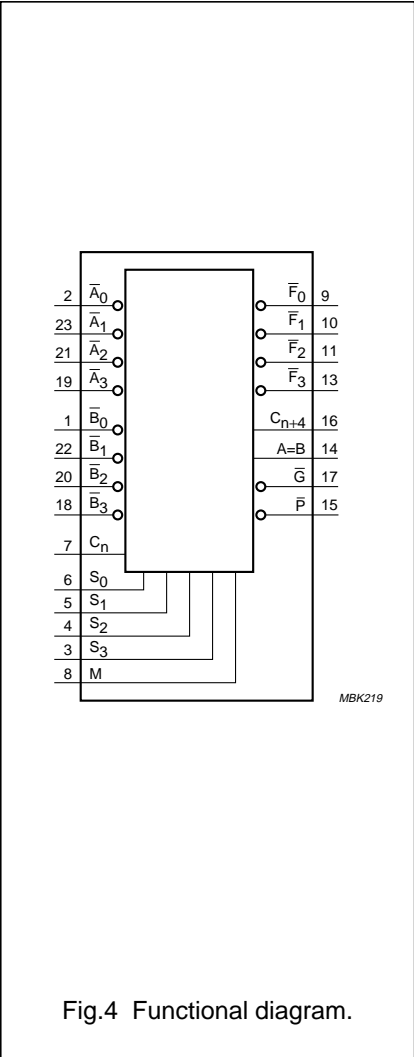 2 A̅0 F̅0 9
23 A̅1 F̅1 10
21 A̅2 F̅2 11
19 A̅3 F̅3 13
1 B̅0 Cn+4 16
22 B̅1 A=B 14
20 B̅2 G̅ 17
18 B̅3 P̅ 15
7 Cn
6 S0
5 S1
4 S2
3 S3
8 M
MBK219
Fig.4 Functional diagram.